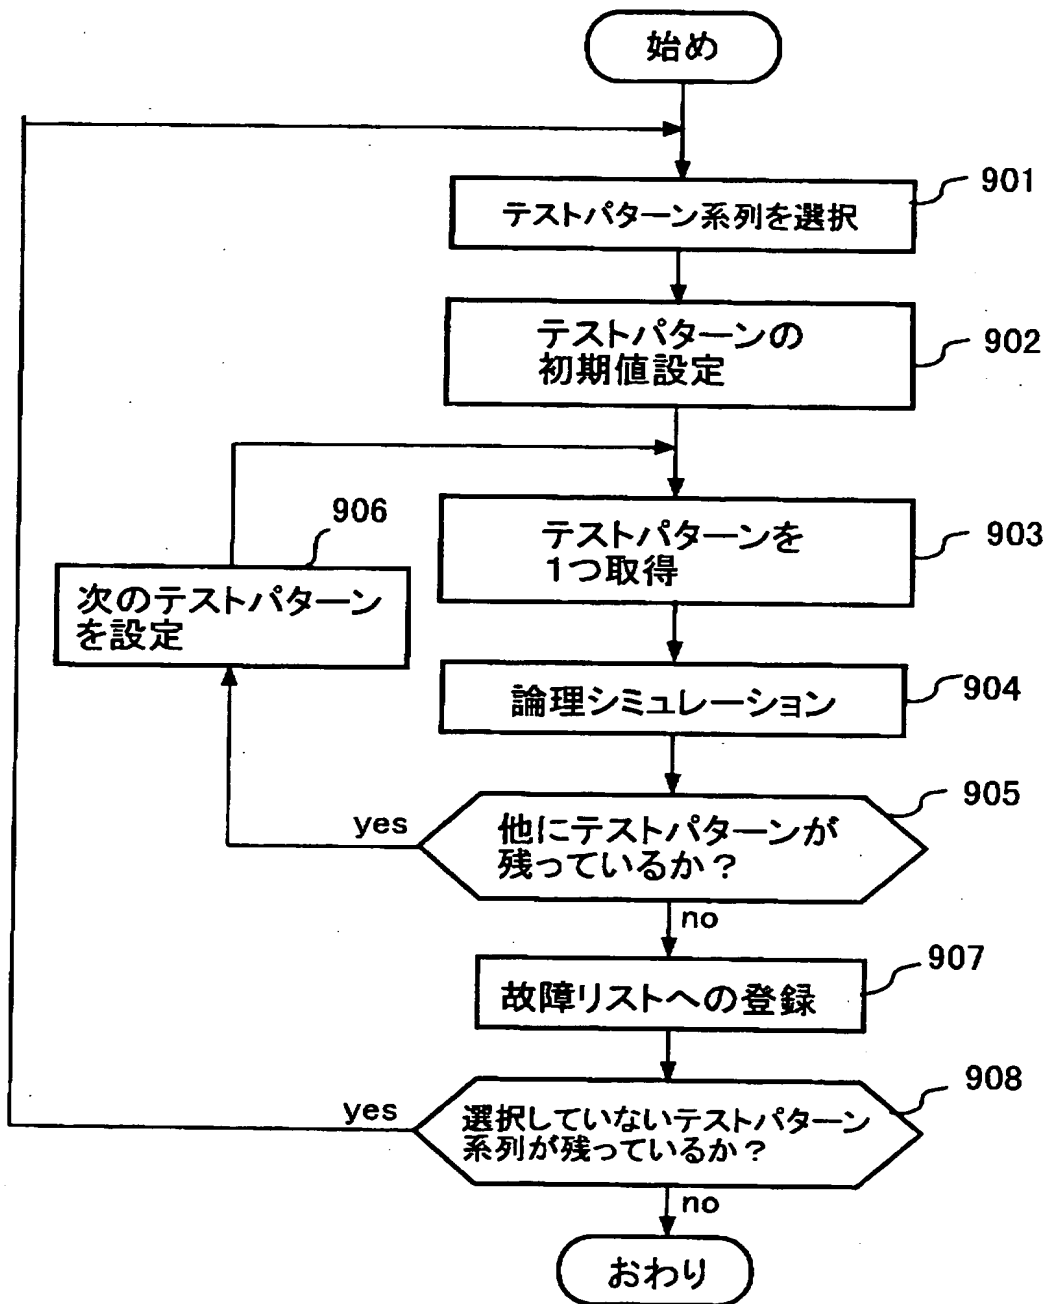 始め
テストパターン系列を選択
901
テストパターンの
初期値設定
902
テストパターンを
1つ取得
903
906
次のテストパターン
を設定
論理シミュレーション
904
他にテストパターンが
残っているか？
905
yes
no
故障リストへの登録
907
選択していないテストパターン
系列が残っているか？
908
yes
no
おわり